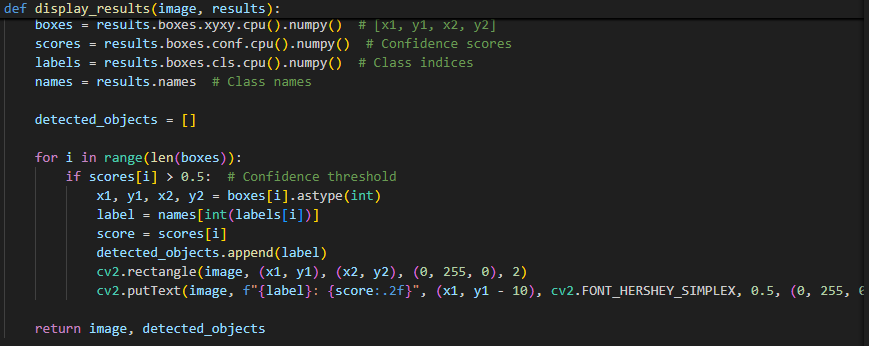 def display_results(image, results):
    boxes = results.boxes.xyxy.cpu().numpy()  # [x1, y1, x2, y2]
    scores = results.boxes.conf.cpu().numpy()  # Confidence scores
    labels = results.boxes.cls.cpu().numpy()  # Class indices
    names = results.names  # Class names

    detected_objects = []

    for i in range(len(boxes)):
        if scores[i] > 0.5:  # Confidence threshold
            x1, y1, x2, y2 = boxes[i].astype(int)
            label = names[int(labels[i])]
            score = scores[i]
            detected_objects.append(label)
            cv2.rectangle(image, (x1, y1), (x2, y2), (0, 255, 0), 2)
            cv2.putText(image, f"{label}: {score:.2f}", (x1, y1 - 10), cv2.FONT_HERSHEY_SIMPLEX, 0.5, (0, 255,

    return image, detected_objects